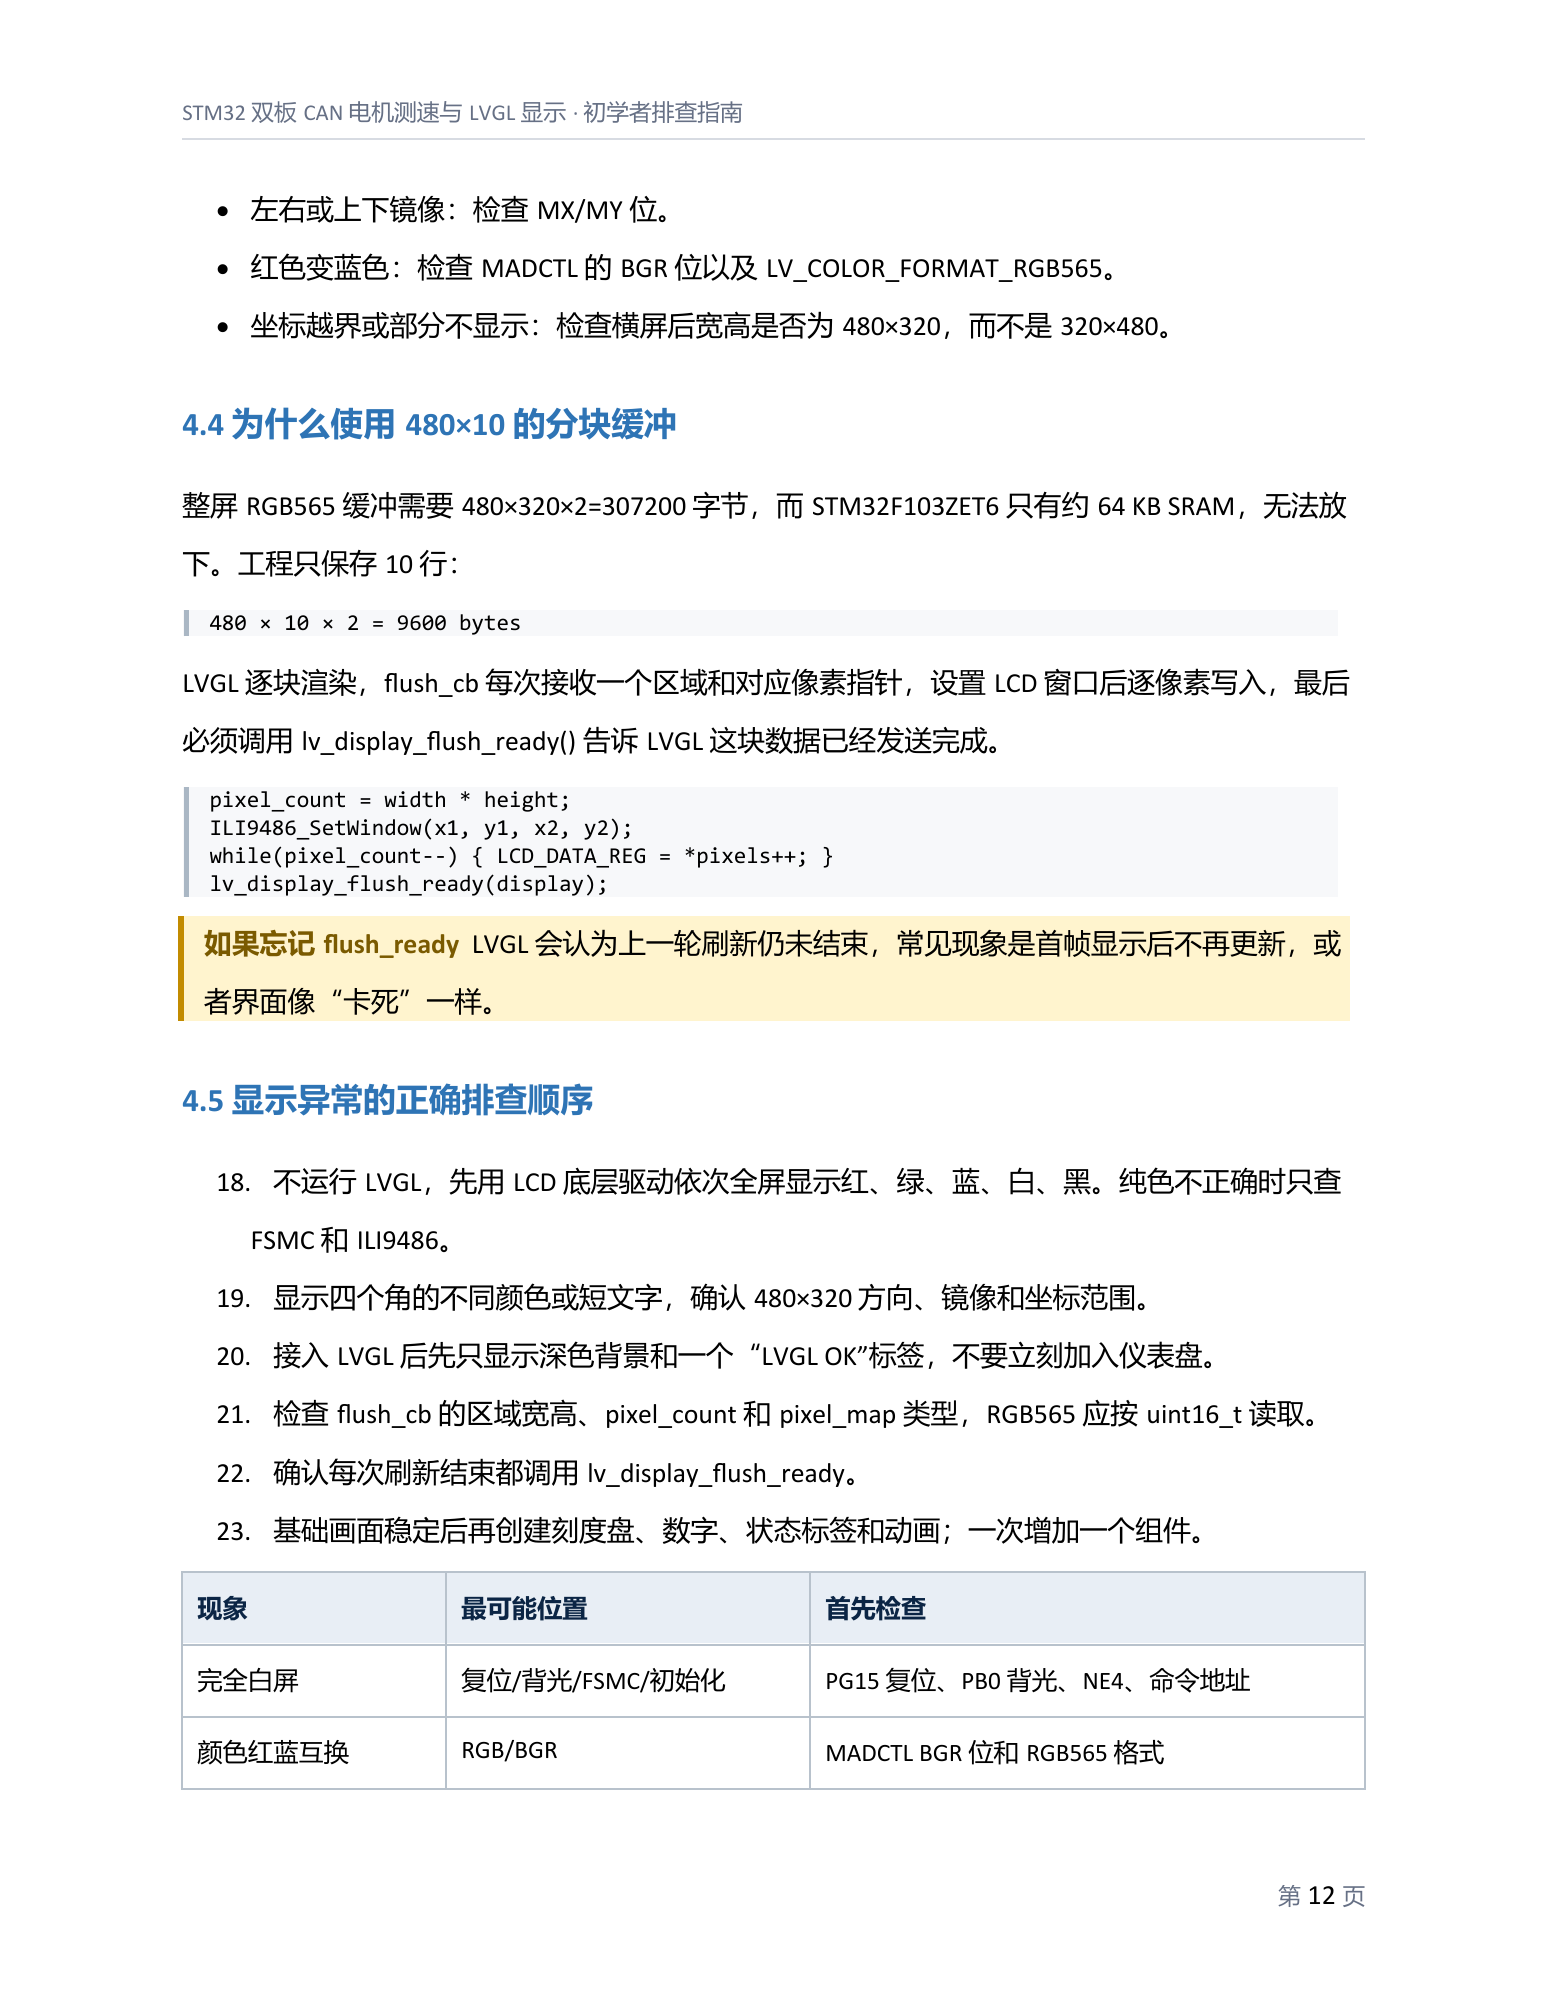 STM32 双板 CAN 电机测速与 LVGL 显示 · 初学者排查指南
• 左右或上下镜像：检查 MX/MY 位。
• 红色变蓝色：检查 MADCTL 的 BGR 位以及 LV_COLOR_FORMAT_RGB565。
• 坐标越界或部分不显示：检查横屏后宽高是否为 480×320，而不是 320×480。
4.4 为什么使用 480×10 的分块缓冲
整屏 RGB565 缓冲需要 480×320×2=307200 字节，而 STM32F103ZET6 只有约 64 KB SRAM，无法放
下。工程只保存 10 行：
480 × 10 × 2 = 9600 bytes
LVGL 逐块渲染，flush_cb 每次接收一个区域和对应像素指针，设置 LCD 窗口后逐像素写入，最后
必须调用 lv_display_flush_ready() 告诉 LVGL 这块数据已经发送完成。
pixel_count = width * height;
ILI9486_SetWindow(x1, y1, x2, y2);
while(pixel_count--) { LCD_DATA_REG = *pixels++; }
lv_display_flush_ready(display);
如果忘记 flush_ready LVGL 会认为上一轮刷新仍未结束，常见现象是首帧显示后不再更新，或
者界面像“卡死”一样。
4.5 显示异常的正确排查顺序
18. 不运行 LVGL，先用 LCD 底层驱动依次全屏显示红、绿、蓝、白、黑。纯色不正确时只查
FSMC 和 ILI9486。
19. 显示四个角的不同颜色或短文字，确认 480×320 方向、镜像和坐标范围。
20. 接入 LVGL 后先只显示深色背景和一个“LVGL OK”标签，不要立刻加入仪表盘。
21. 检查 flush_cb 的区域宽高、pixel_count 和 pixel_map 类型，RGB565 应按 uint16_t 读取。
22. 确认每次刷新结束都调用 lv_display_flush_ready。
23. 基础画面稳定后再创建刻度盘、数字、状态标签和动画；一次增加一个组件。
现象 最可能位置 首先检查
完全白屏 复位/背光/FSMC/初始化 PG15 复位、PB0 背光、NE4、命令地址
颜色红蓝互换 RGB/BGR MADCTL BGR 位和 RGB565 格式
第 12 页